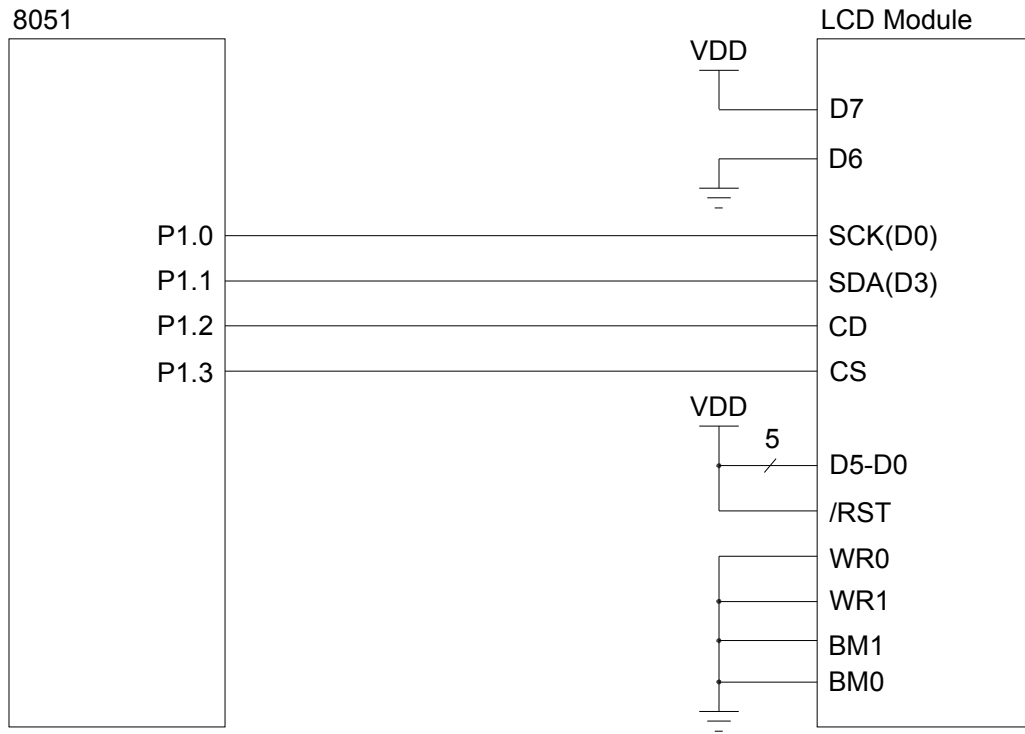 8051
LCD Module
VDD
D7
D6
P1.0
SCK(D0)
P1.1
SDA(D3)
P1.2
CD
P1.3
CS
VDD
5
D5-D0
/RST
WR0
WR1
BM1
BM0